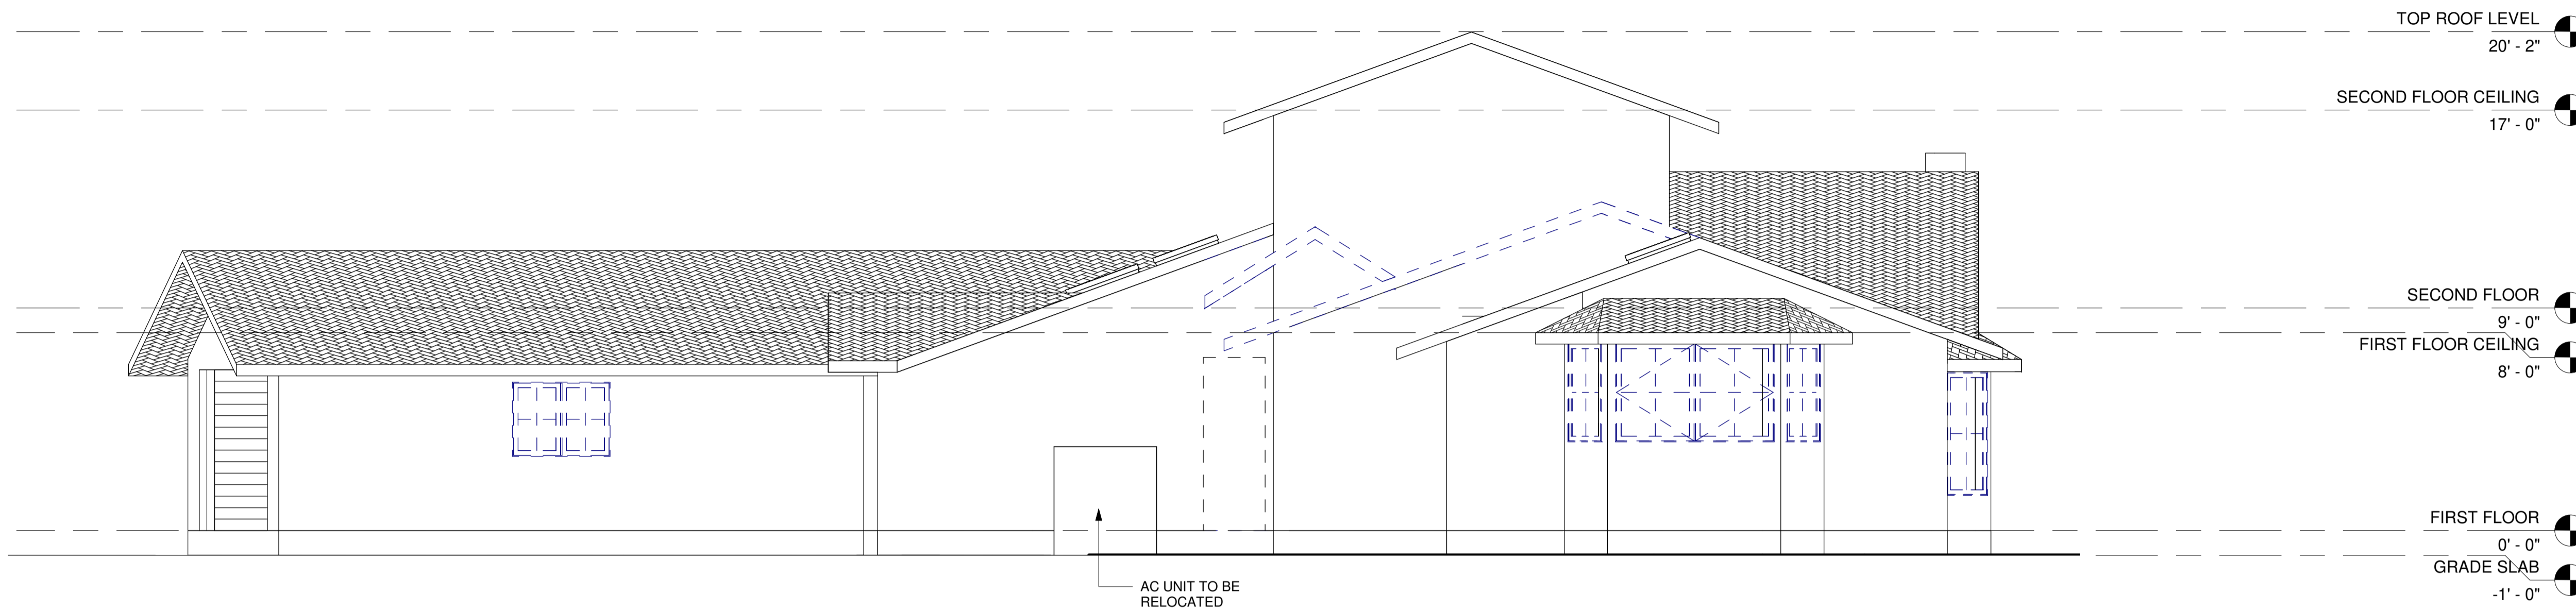 TOP ROOF LEVEL
20' - 2"
SECOND FLOOR CEILING
17' - 0"
SECOND FLOOR
9' - 0"
FIRST FLOOR CEILING
8' - 0"
FIRST FLOOR
0' - 0"
GRADE SLAB
-1' - 0"
AC UNIT TO BE
RELOCATED